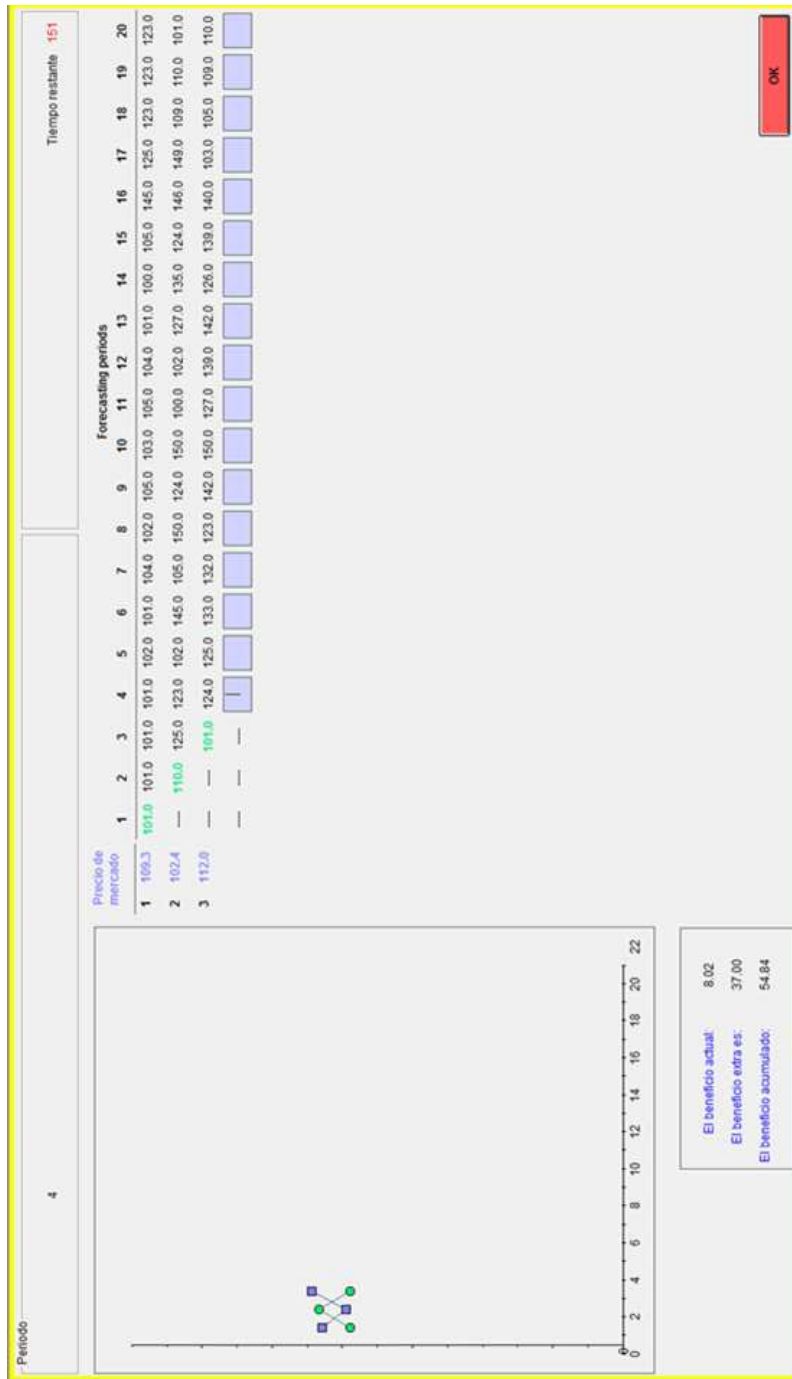 Periodo
4
Tiempo restante 151
Precio de mercado
Forecasting periods
1 2 3 4 5 6 7 8 9 10 11 12 13 14 15 16 17 18 19 20
1 109.3 101.0 101.0 101.0 101.0 102.0 101.0 104.0 102.0 105.0 103.0 105.0 104.0 101.0 100.0 105.0 145.0 125.0 123.0 123.0 123.0
2 102.4 — 110.0 125.0 123.0 102.0 145.0 105.0 150.0 124.0 150.0 100.0 102.0 127.0 135.0 124.0 146.0 149.0 109.0 110.0 101.0
3 112.0 — — 101.0 124.0 125.0 133.0 132.0 123.0 142.0 150.0 127.0 139.0 142.0 126.0 139.0 140.0 103.0 105.0 109.0 110.0
— — —
0 0 2 4 6 8 10 12 14 16 18 20 22
El beneficio actual: 8.02
El beneficio extra es: 37.00
El beneficio acumulado: 54.84
OK